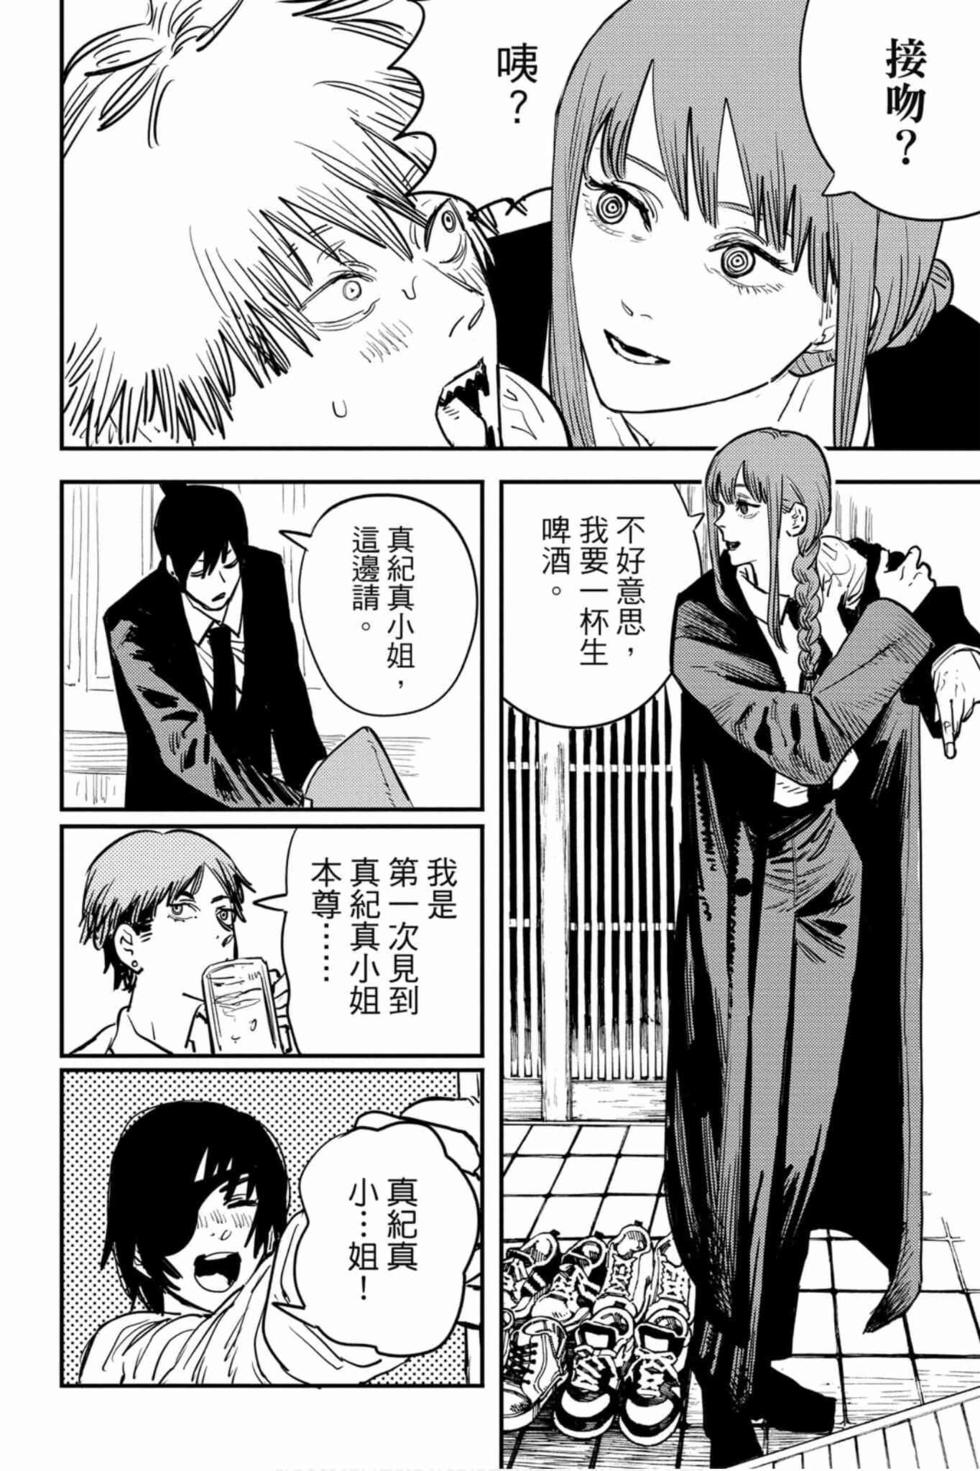 接吻？
咦？
不好意思，
我要一杯生
啤酒。
真紀真小姐，
這邊請。
我是
第一次見到
真紀真小姐
本尊……
真紀真
小…姐！